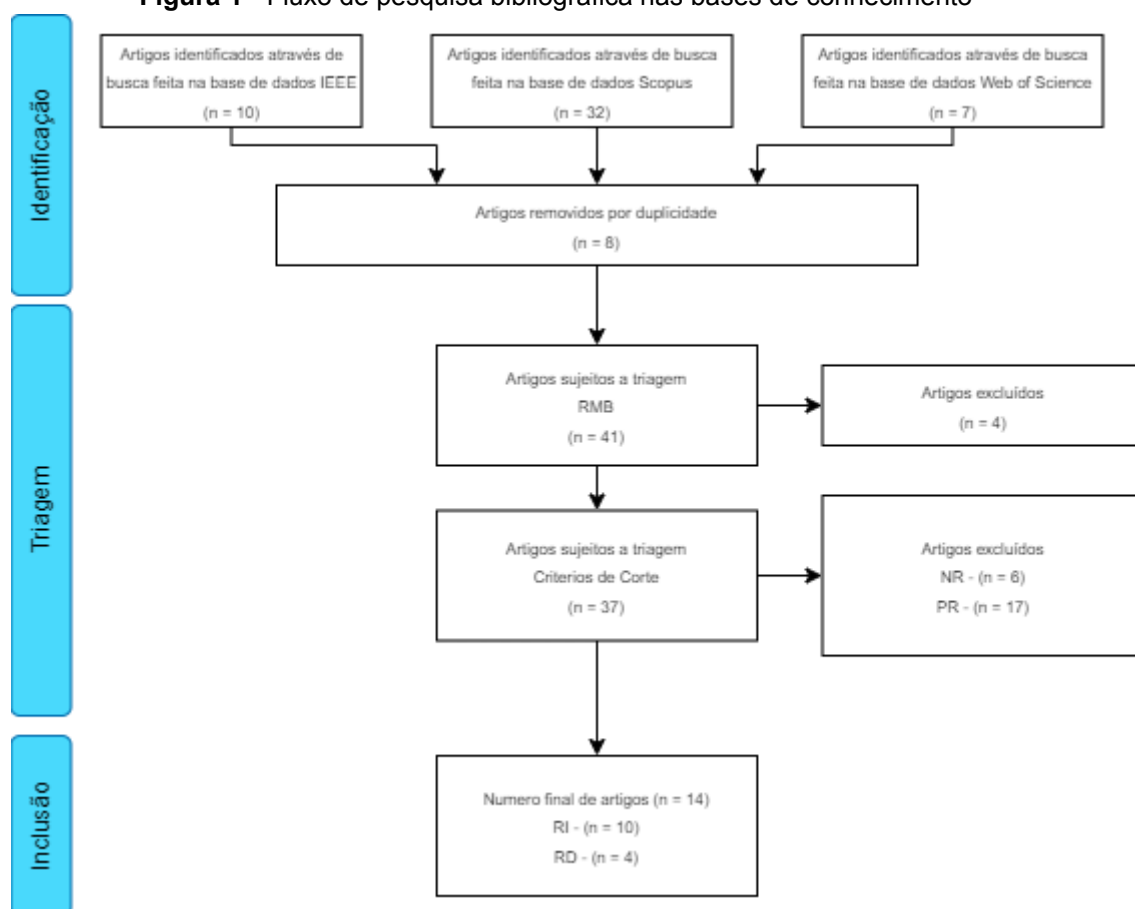 Figura 1 - Fluxo de pesquisa bibliográfica nas bases de conhecimento
Identificação
Artigos identificados através de
busca feita na base de dados IEEE
(n = 10)
Artigos identificados através de busca
feita na base de dados Scopus
(n = 32)
Artigos identificados através de busca
feita na base de dados Web of Science
(n = 7)
Artigos removidos por duplicidade
(n = 8)
Triagem
Artigos sujeitos a triagem
RMB
(n = 41)
Artigos excluídos
(n = 4)
Artigos sujeitos a triagem
Criterios de Corte
(n = 37)
Artigos excluídos
NR - (n = 6)
PR - (n = 17)
Inclusão
Numero final de artigos (n = 14)
RI - (n = 10)
RD - (n = 4)